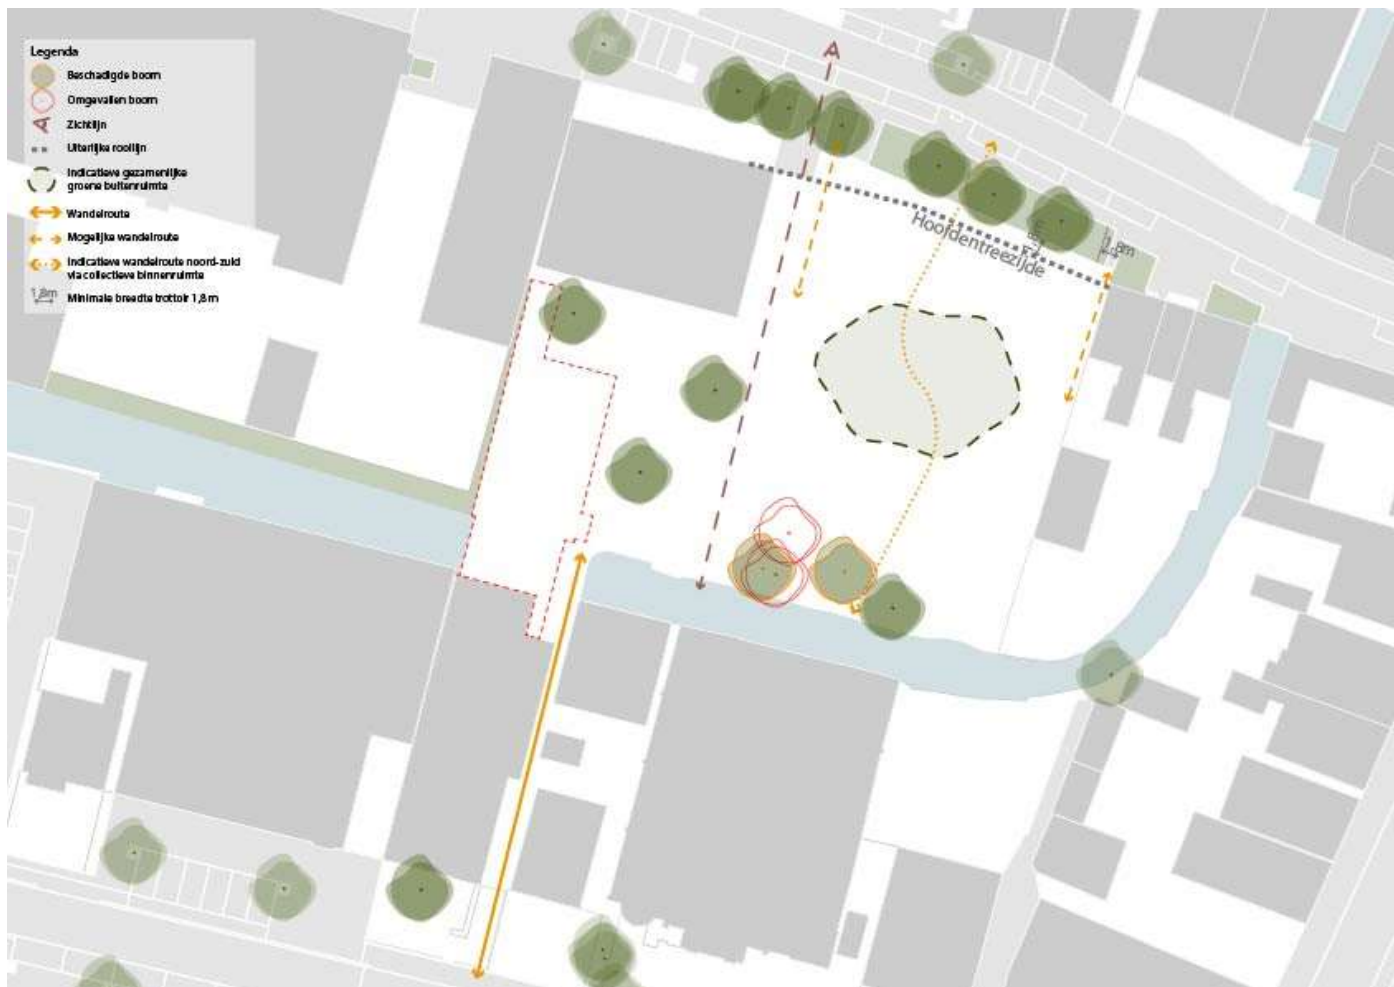 Legenda
Beschadigde boom
Omgevallen boom
Zichtlijn
Uiterlijke rooilijn
Indicatieve gezamenlijke
groene buitenruimte
Wandelroute
Mogelijke wandelroute
Indicatieve wandelroute noord-zuid
via collectieve binnenruimte
1,8m
Minimale breedte trottoir 1,8m
Hoofdentreezijde